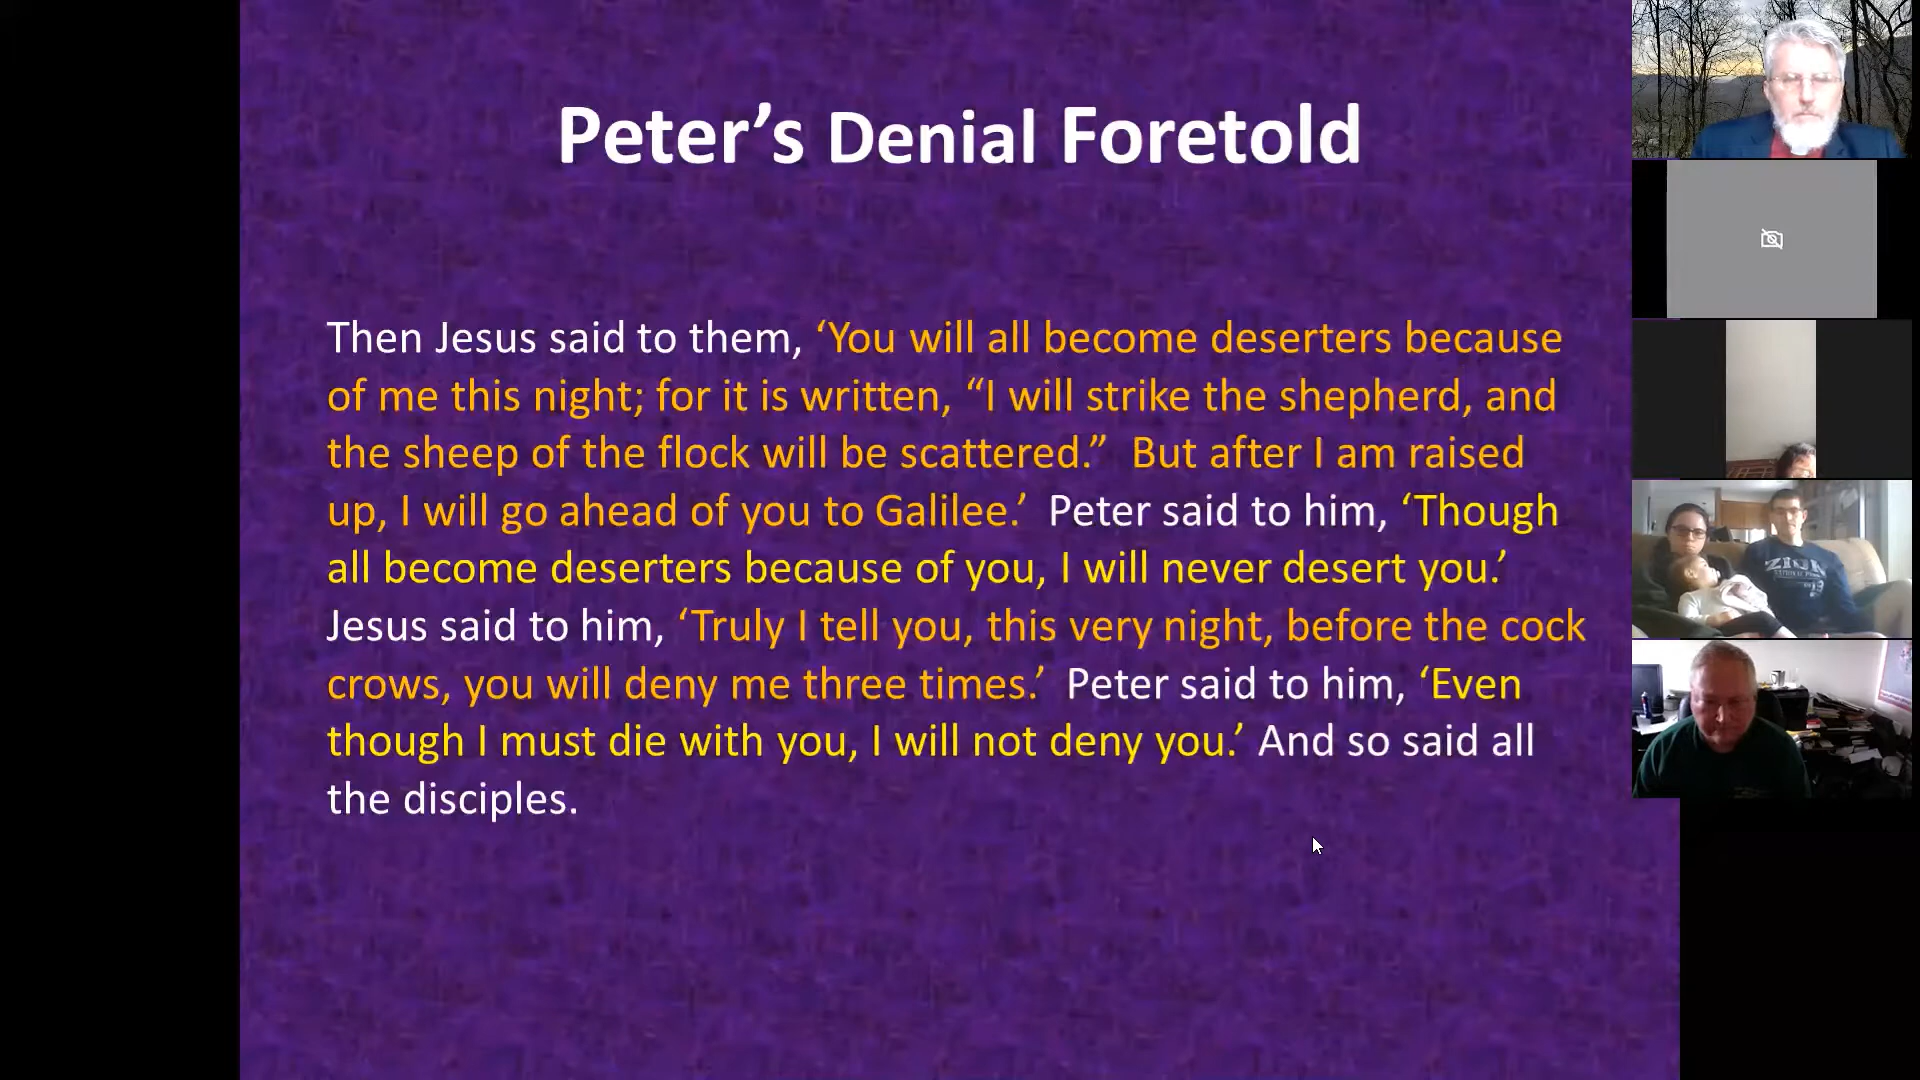 Peter’s Denial Foretold
Then Jesus said to them, ‘You will all become deserters because
of me this night; for it is written, “I will strike the shepherd, and
the sheep of the flock will be scattered.” But after I am raised
up, I will go ahead of you to Galilee.’ Peter said to him, ‘Though
all become deserters because of you, I will never desert you.’
Jesus said to him, ‘Truly I tell you, this very night, before the cock
crows, you will deny me three times.’ Peter said to him, ‘Even
though I must die with you, I will not deny you.’ And so said all
the disciples.
ZION